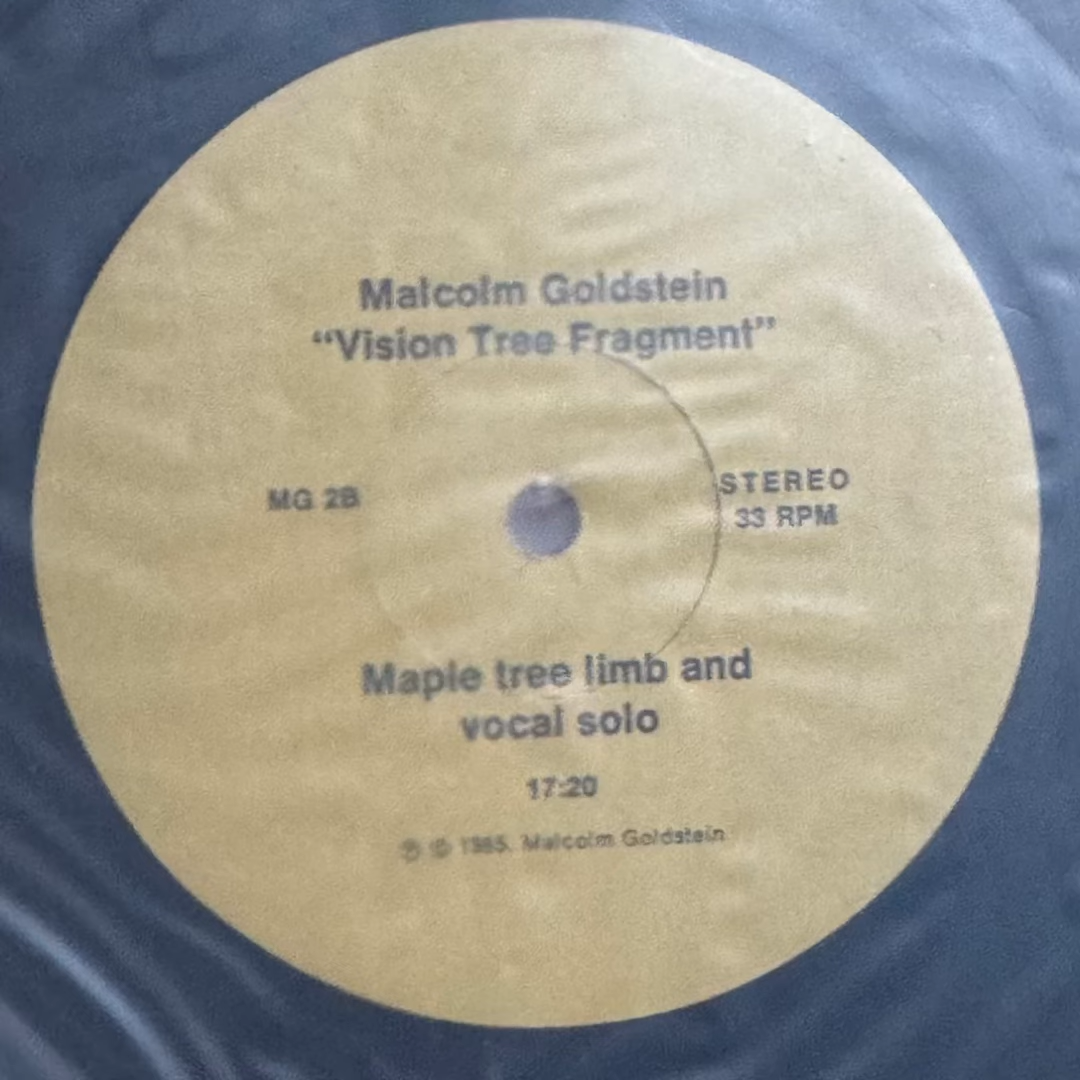 Malcolm Goldstein
“Vision Tree Fragment”
MG 2B
STEREO
33 RPM
Maple tree limb and
vocal solo
17:20
℗ © 1985. Malcolm Goldstein